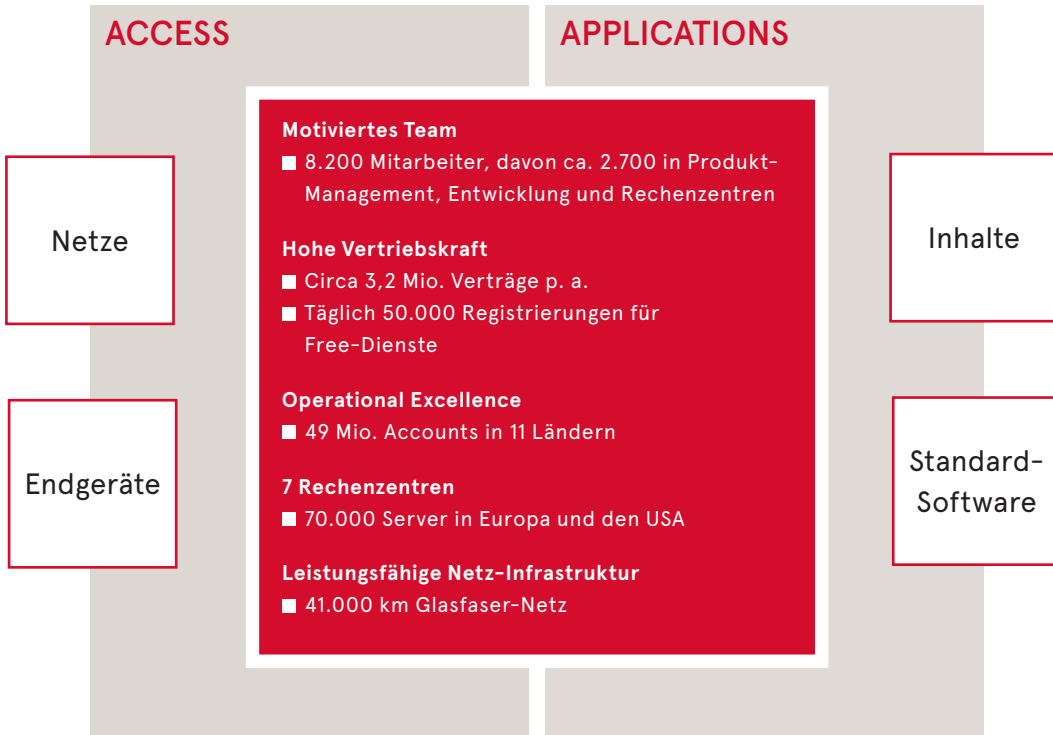 ACCESS
APPLICATIONS
Netze
Endgeräte
Motiviertes Team
8.200 Mitarbeiter, davon ca. 2.700 in Produkt-
Management, Entwicklung und Rechenzentren
Hohe Vertriebskraft
Circa 3,2 Mio. Verträge p. a.
Täglich 50.000 Registrierungen für
Free-Dienste
Operational Excellence
49 Mio. Accounts in 11 Ländern
7 Rechenzentren
70.000 Server in Europa und den USA
Leistungsfähige Netz-Infrastruktur
41.000 km Glasfaser-Netz
Inhalte
Standard-
Software